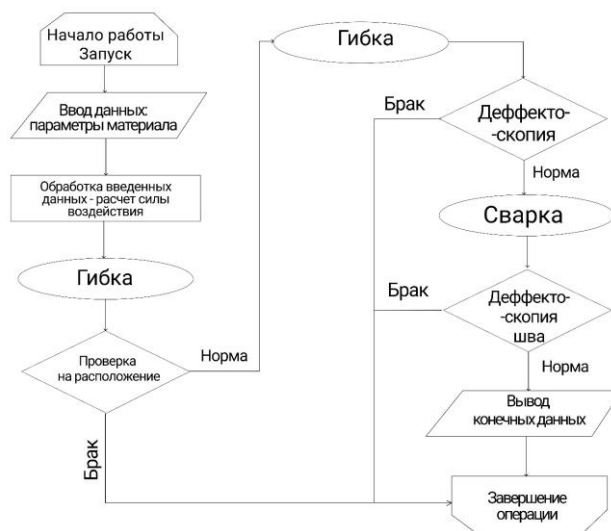 Начало работы
Запуск
Ввод данных:
параметры материала
Обработка введенных
данных - расчет силы
воздействия
Гибка
Проверка
на расположение
Норма
Брак
Гибка
Деффекто-
-скопия
Брак
Норма
Сварка
Деффекто-
-скопия
шва
Брак
Норма
Вывод
конечных данных
Завершение
операции